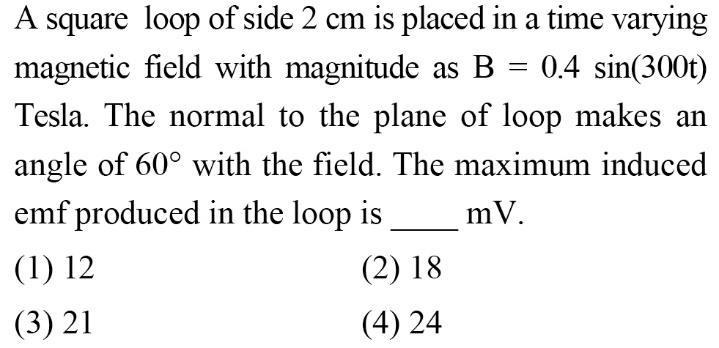 A square loop of side 2 cm is placed in a time varying
magnetic field with magnitude as B = 0.4 sin(300t)
Tesla. The normal to the plane of loop makes an
angle of 60° with the field. The maximum induced
emf produced in the loop is ____ mV.
(1) 12 (2) 18
(3) 21 (4) 24